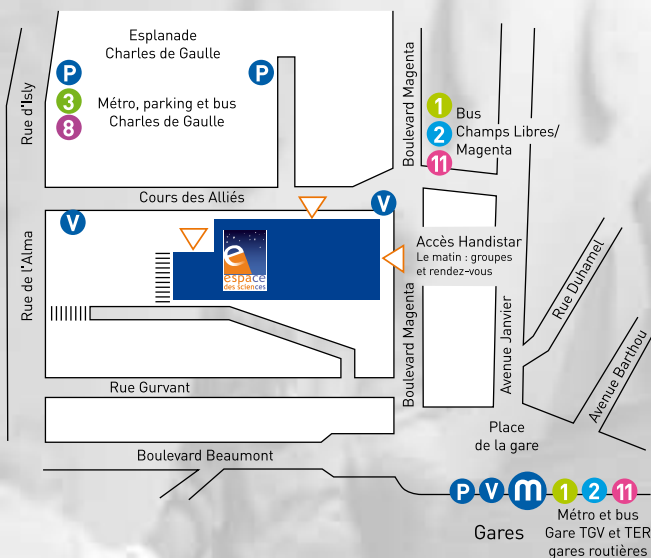 Esplanade
Charles de Gaulle
P
P
3
8
Métro, parking et bus
Charles de Gaulle
Rue d'Isly
Boulevard Magenta
1
2
11
Bus
Champs Libres/
Magenta
Cours des Alliés
V
V
Rue de l'Alma
e
espace
des sciences
Accès Handistar
Le matin : groupes
et rendez-vous
Boulevard Magenta
Avenue Janvier
Rue Duhamel
Avenue Barthou
Rue Gurvant
Place
de la gare
Boulevard Beaumont
P V m 1 2 11
Gares
Métro et bus
Gare TGV et TER
gares routières